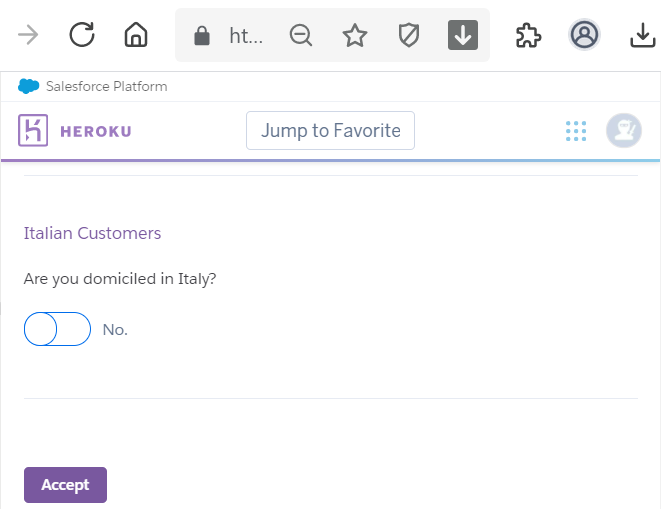 ht...
Salesforce Platform
HEROKU
Jump to Favorite
Italian Customers
Are you domiciled in Italy?
No.
Accept